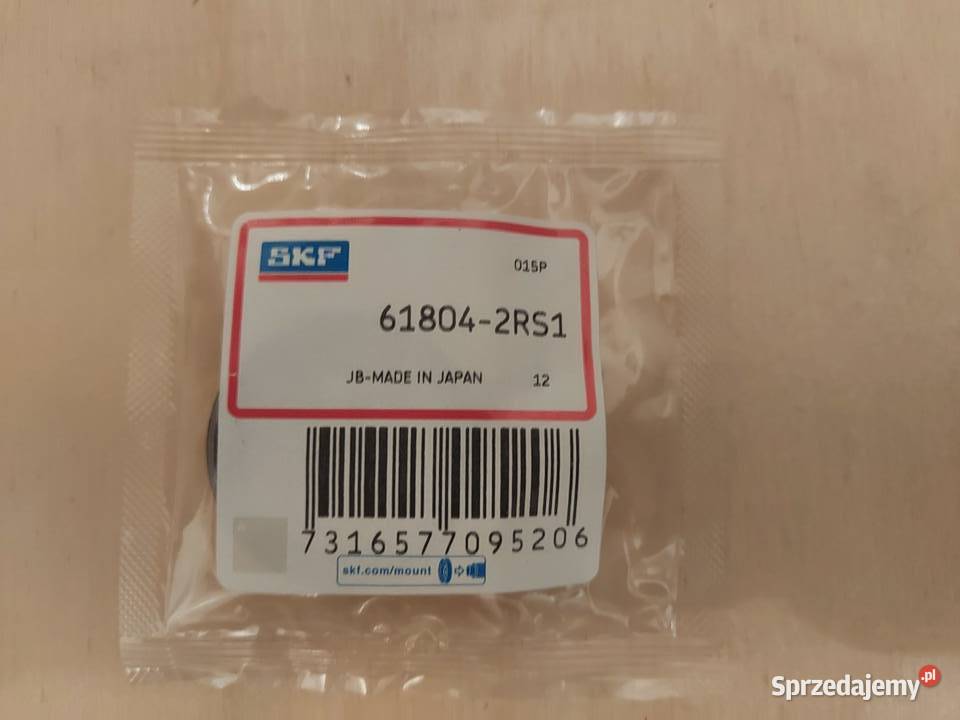 SKF
015P
61804-2RS1
JB-MADE IN JAPAN 12
7316577095206
skf.com/mount
Sprzedajemy.pl